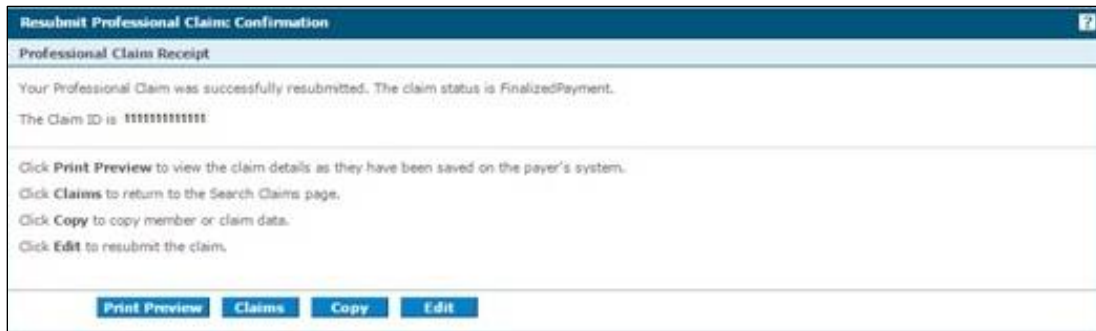 Resubmit Professional Claim: Confirmation ?
Professional Claim Receipt
Your Professional Claim was successfully resubmitted. The claim status is FinalizedPayment.
The Claim ID is 1111111111111
Click Print Preview to view the claim details as they have been saved on the payer's system.
Click Claims to return to the Search Claims page.
Click Copy to copy member or claim data.
Click Edit to resubmit the claim.
Print Preview Claims Copy Edit